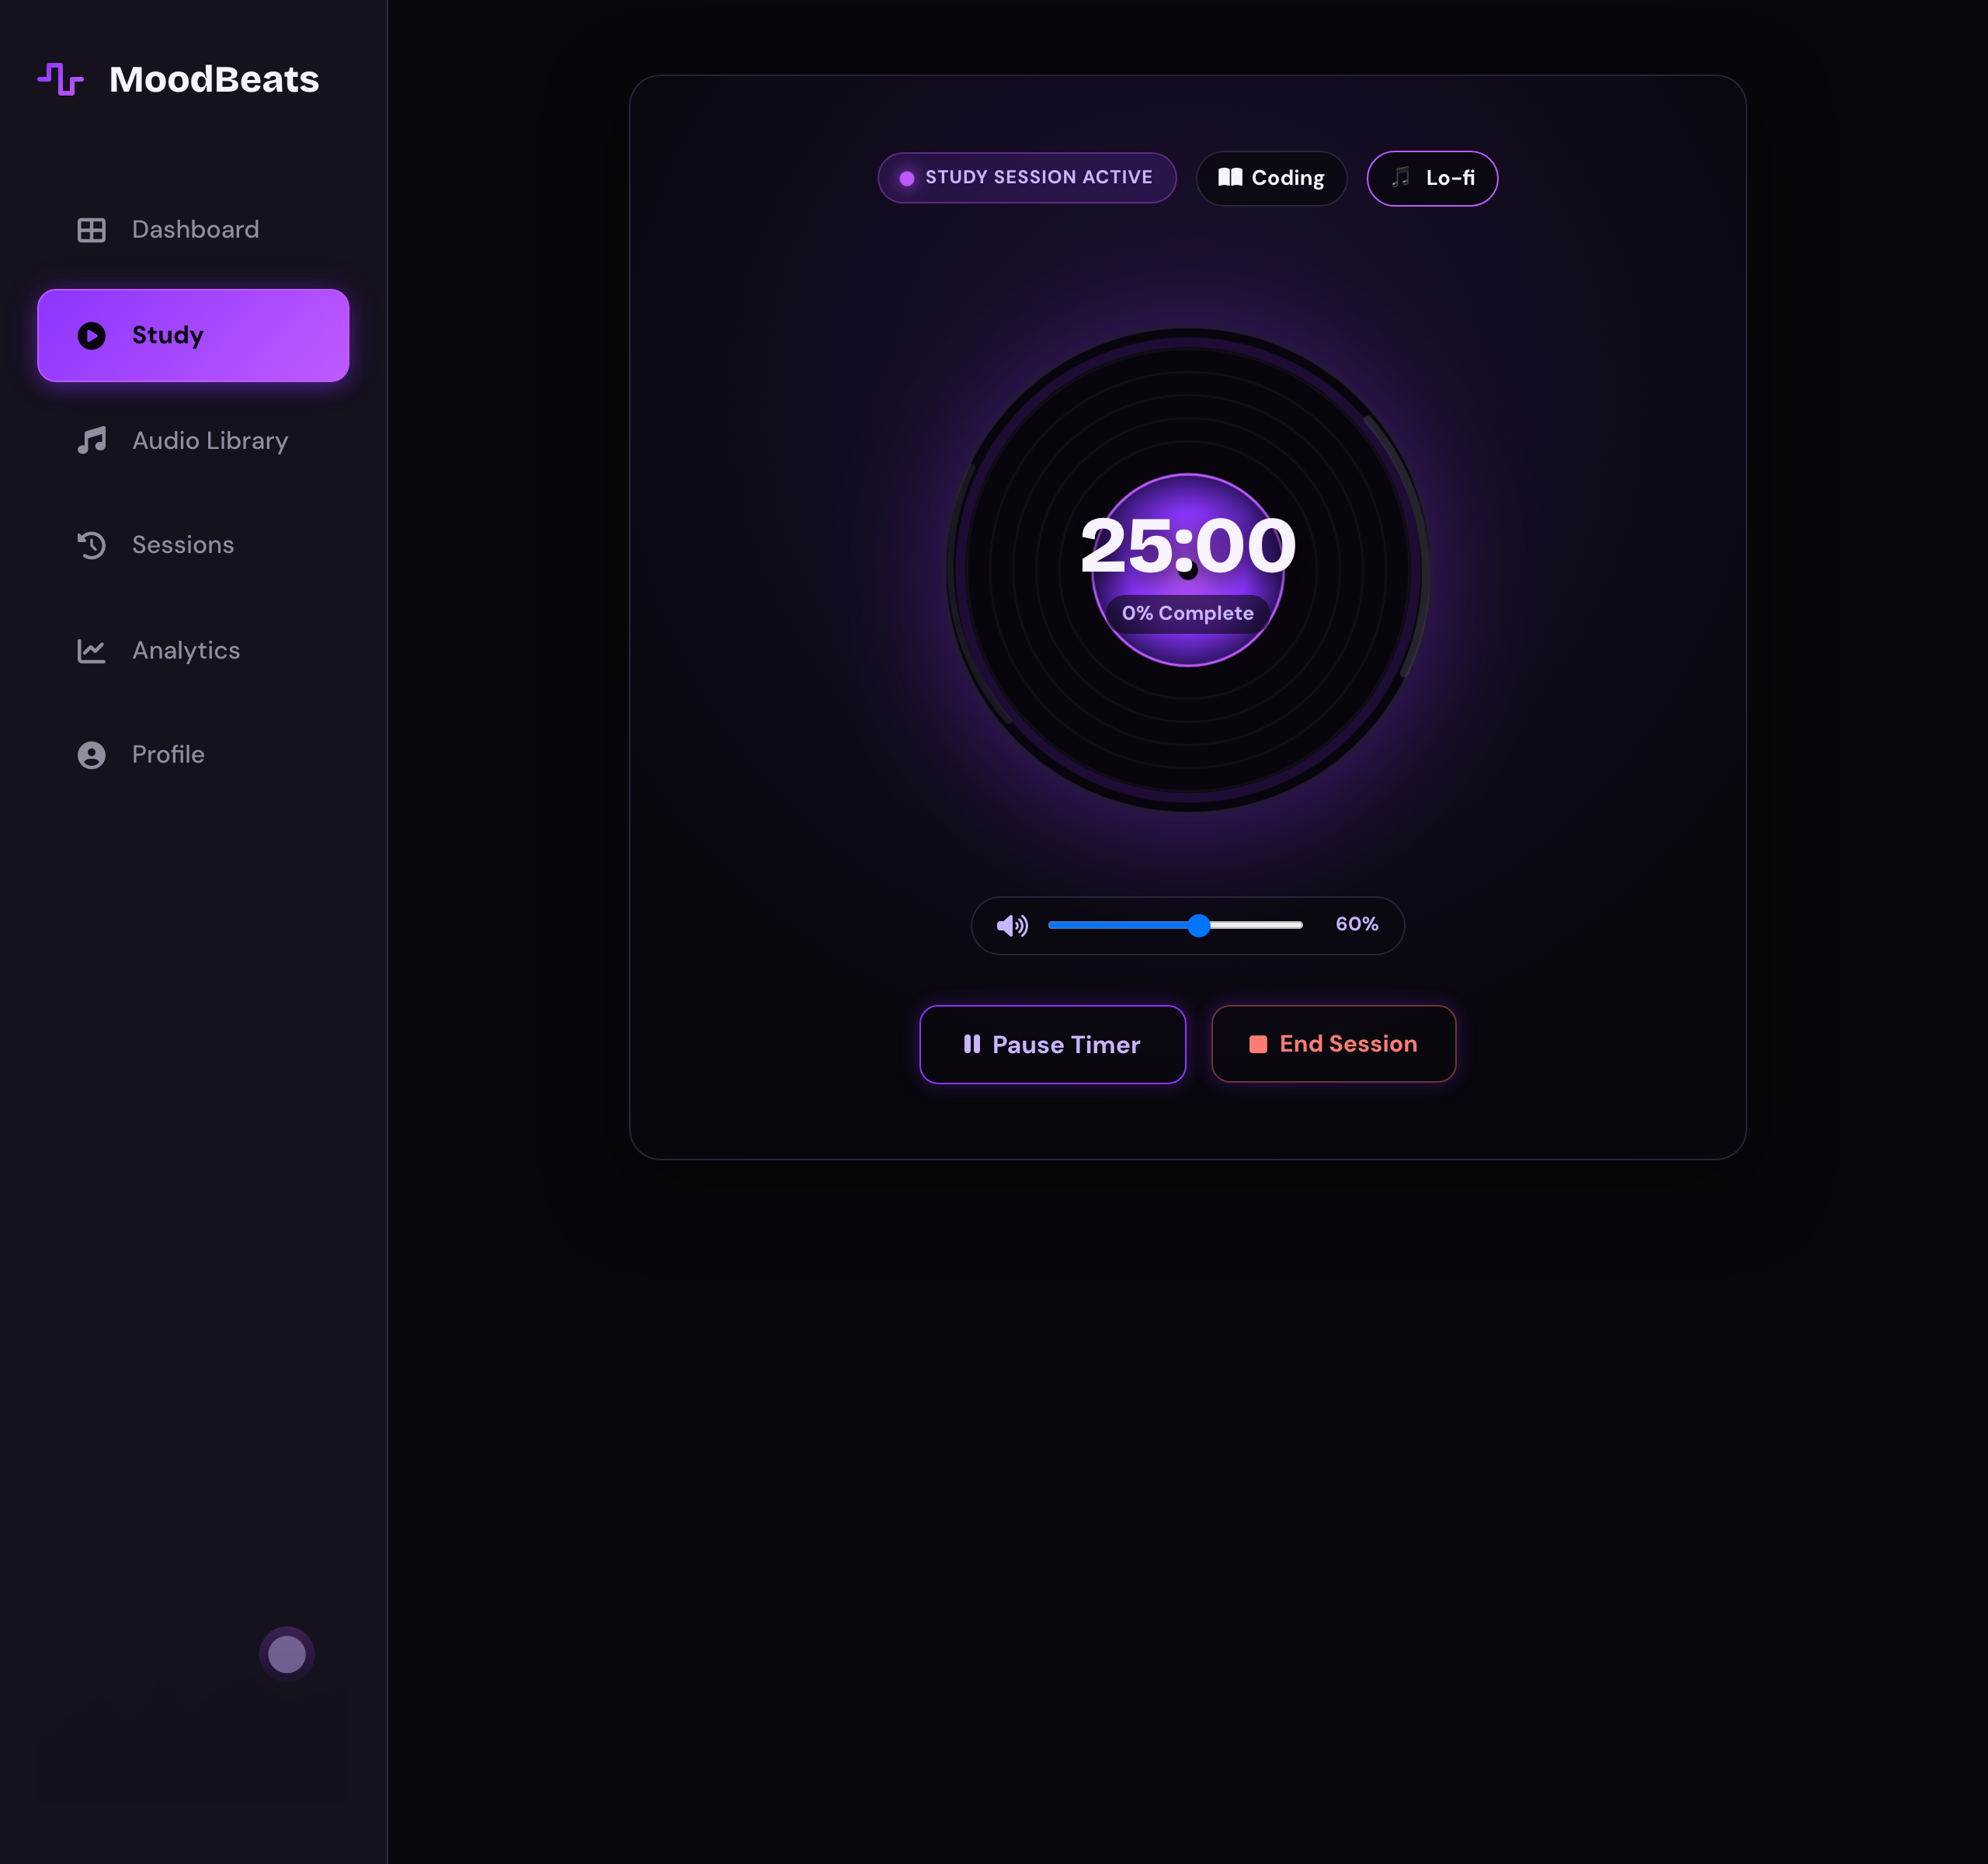 MoodBeats
Dashboard
Study
Audio Library
Sessions
Analytics
Profile
STUDY SESSION ACTIVE
Coding
Lo-fi
25:00
0% Complete
60%
Pause Timer
End Session